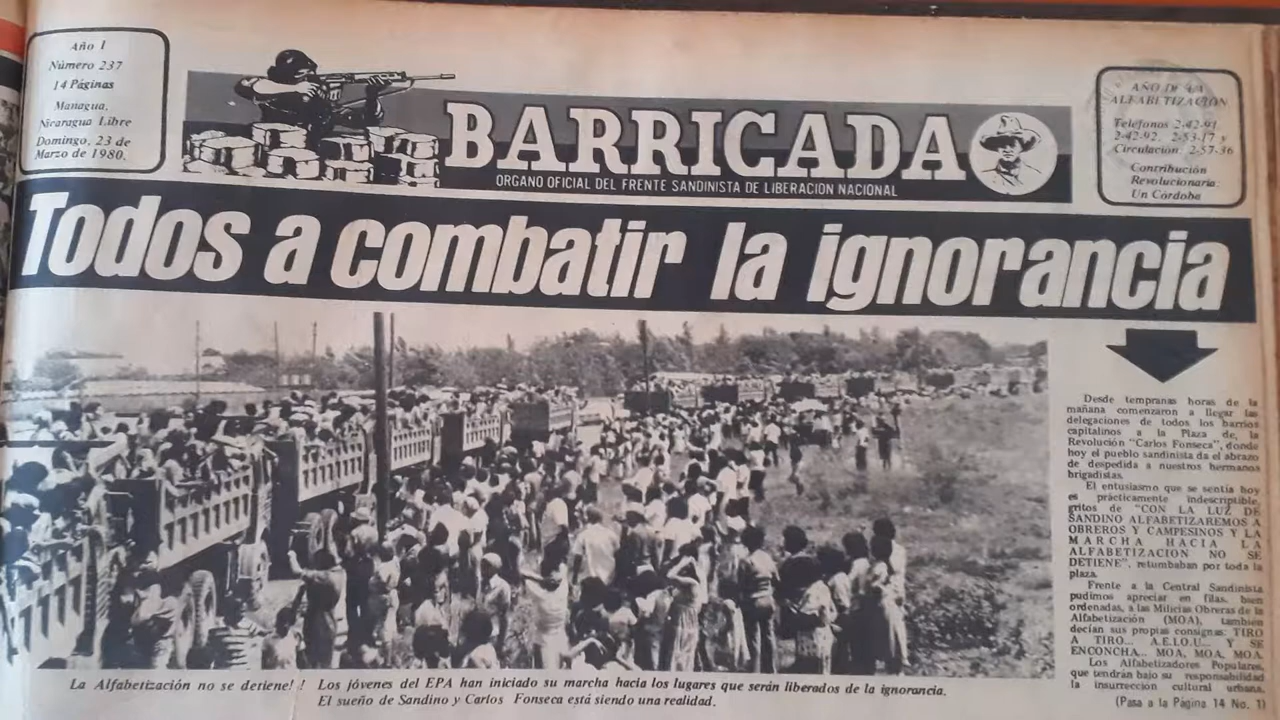 Año I
Número 237
14 Páginas
Managua,
Nicaragua Libre
Domingo, 23 de
Marzo de 1980.
BARRICADA
ORGANO OFICIAL DEL FRENTE SANDINISTA DE LIBERACION NACIONAL
AÑO DE LA
ALFABETIZACION
Teléfonos 2-42-91,
2-42-92, 2-53-17 y
Circulación: 2-57-36
Contribución
Revolucionaria:
Un Córdoba
Todos a combatir la ignorancia
Desde tempranas horas de la
mañana comenzaron a llegar las
delegaciones de todos los barrios
capitalinos a la Plaza de, la
Revolución "Carlos Fonseca", donde
hoy el pueblo sandinista da el abrazo
de despedida a nuestros hermanos
brigadistas.
El entusiasmo que se sentía hoy
es prácticamente indescriptible,
gritos de "CON LA LUZ DE
SANDINO ALFABETIZAREMOS A
OBREROS Y CAMPESINOS Y LA
MARCHA HACIA LA
ALFABETIZACION NO SE
DETIENE", retumbaban por toda la
plaza.
Frente a la Central Sandinista
pudimos apreciar en filas, bien
ordenadas, a las Milicias Obreras de la
Alfabetización (MOA), también
decían sus propias consignas: TIRO
A TIRO... A.E.I.O.U... Y SE
ENCONCHA... MOA, MOA, MOA.
Los Alfabetizadores Populares,
que tendrán bajo su responsabilidad
la insurrección cultural urbana,
(Pasa a la Página 14 No. 1)
La Alfabetización no se detiene! ! Los jóvenes del EPA han iniciado su marcha hacia los lugares que serán liberados de la ignorancia.
El sueño de Sandino y Carlos Fonseca está siendo una realidad.